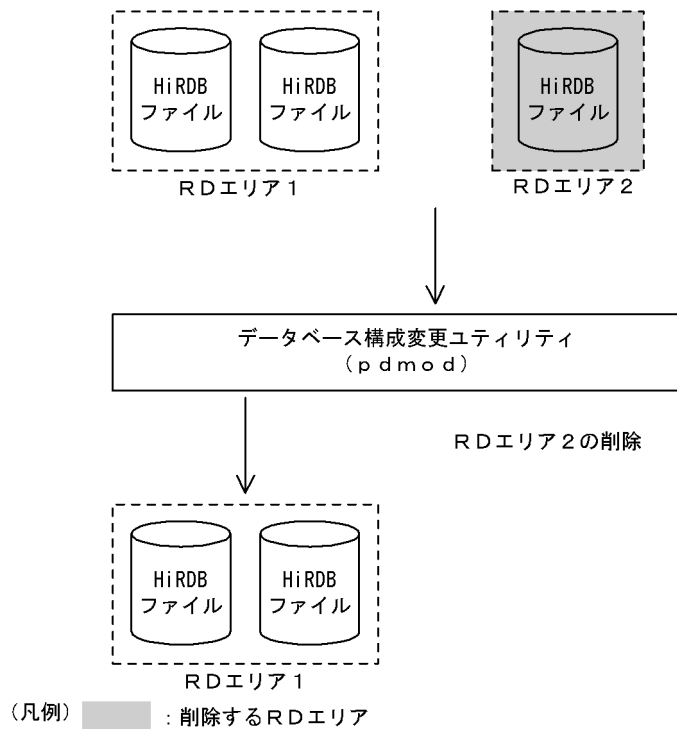 HiRDB
ファイル
HiRDB
ファイル
HiRDB
ファイル
ＲＤエリア１
ＲＤエリア２
データベース構成変更ユティリティ
（ｐｄｍｏｄ）
ＲＤエリア２の削除
HiRDB
ファイル
HiRDB
ファイル
ＲＤエリア１
（凡例）
：削除するＲＤエリア